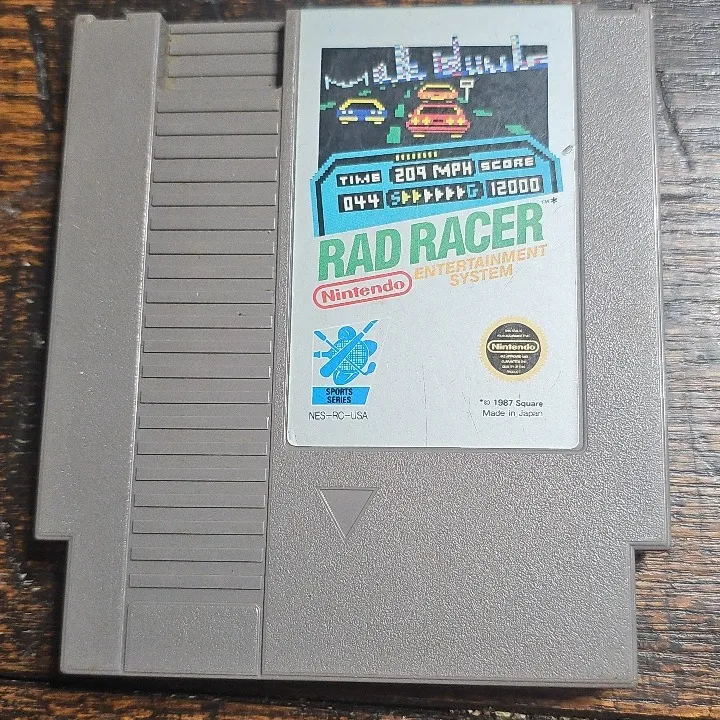 TIME 209 MPH SCORE
044 S G 12000
RAD RACER™*
Nintendo ENTERTAINMENT
SYSTEM
SPORTS
SERIES
Nintendo
NES-RC-USA
*© 1987 Square
Made in Japan